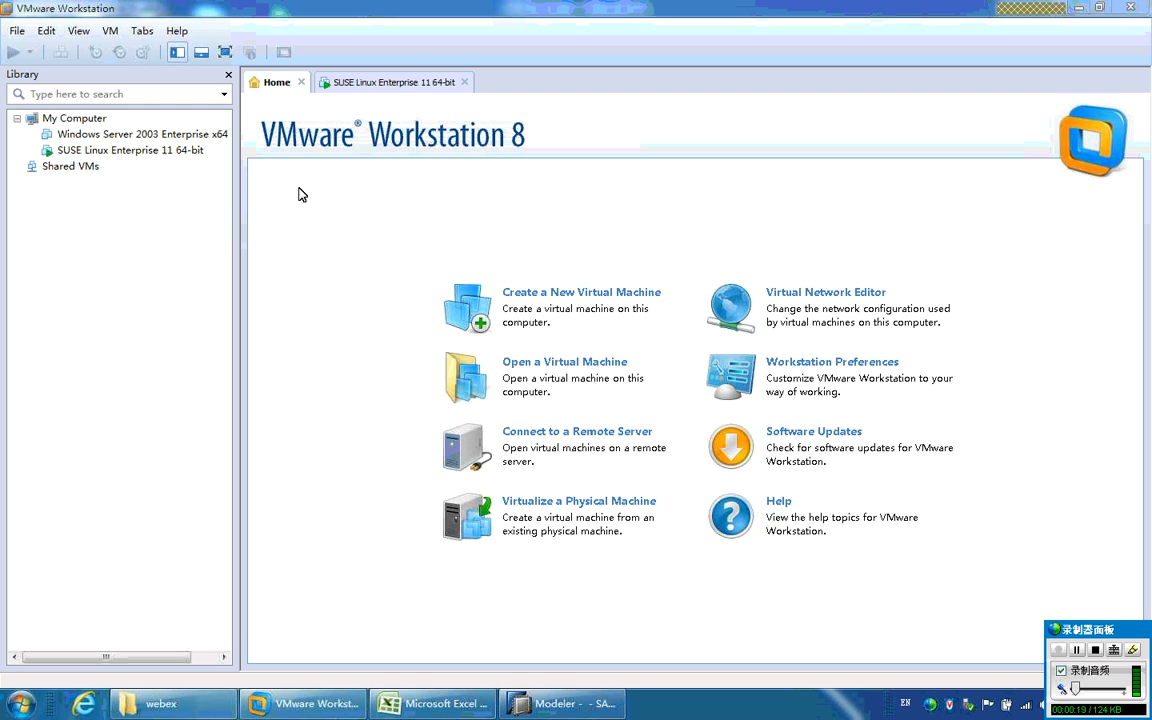 VMware Workstation
File Edit View VM Tabs Help
Library
Type here to search
My Computer
Windows Server 2003 Enterprise x64
SUSE Linux Enterprise 11 64-bit
Shared VMs
Home
SUSE Linux Enterprise 11 64-bit
VMware® Workstation 8
Create a New Virtual Machine
Create a virtual machine on this
computer.
Open a Virtual Machine
Open a virtual machine on this
computer.
Connect to a Remote Server
Open virtual machines on a remote
server.
Virtualize a Physical Machine
Create a virtual machine from an
existing physical machine.
Virtual Network Editor
Change the network configuration used
by virtual machines on this computer.
Workstation Preferences
Customize VMware Workstation to your
way of working.
Software Updates
Check for software updates for VMware
Workstation.
Help
View the help topics for VMware
Workstation.
录制器面板
录制音频
00:00:19 / 124 KB
webex
VMware Workst...
Microsoft Excel ...
Modeler - - SA...
EN